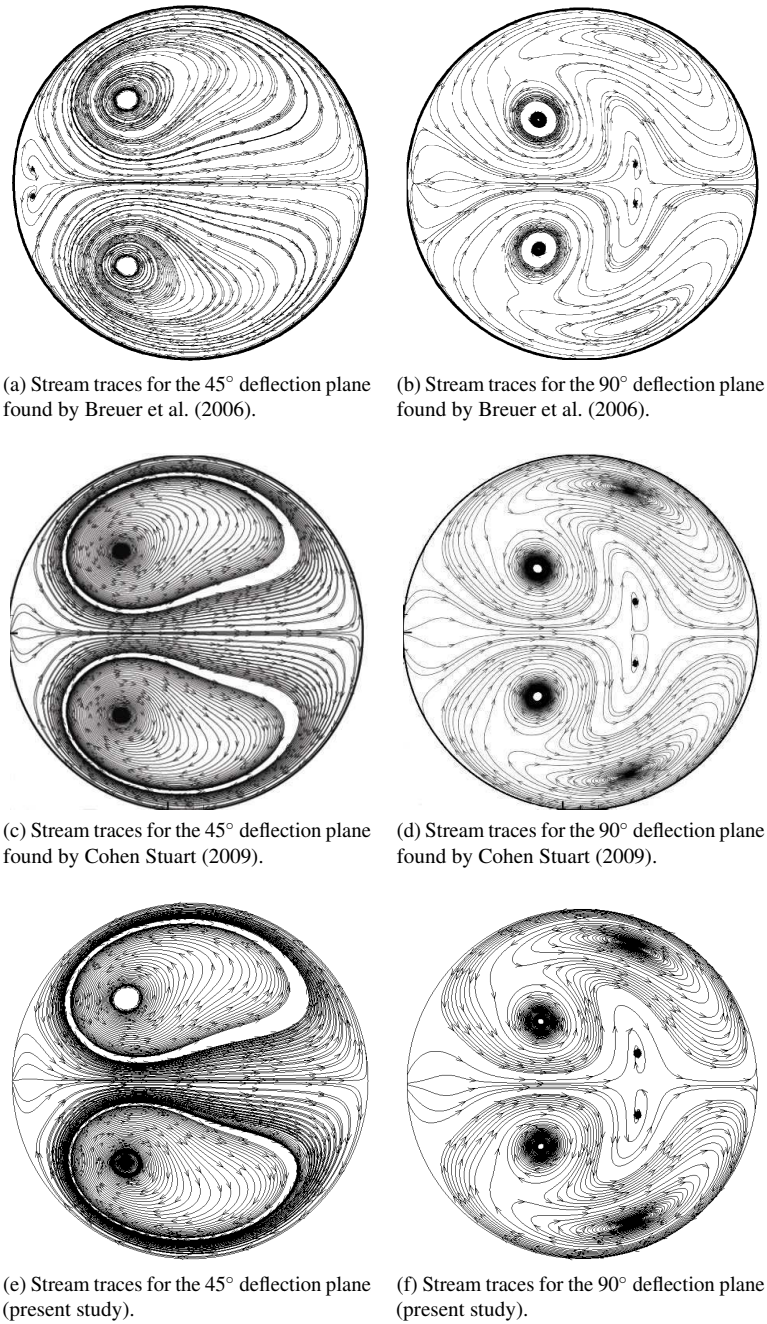 (a) Stream traces for the 45° deflection plane
found by Breuer et al. (2006).
(b) Stream traces for the 90° deflection plane
found by Breuer et al. (2006).
(c) Stream traces for the 45° deflection plane
found by Cohen Stuart (2009).
(d) Stream traces for the 90° deflection plane
found by Cohen Stuart (2009).
(e) Stream traces for the 45° deflection plane
(present study).
(f) Stream traces for the 90° deflection plane
(present study).